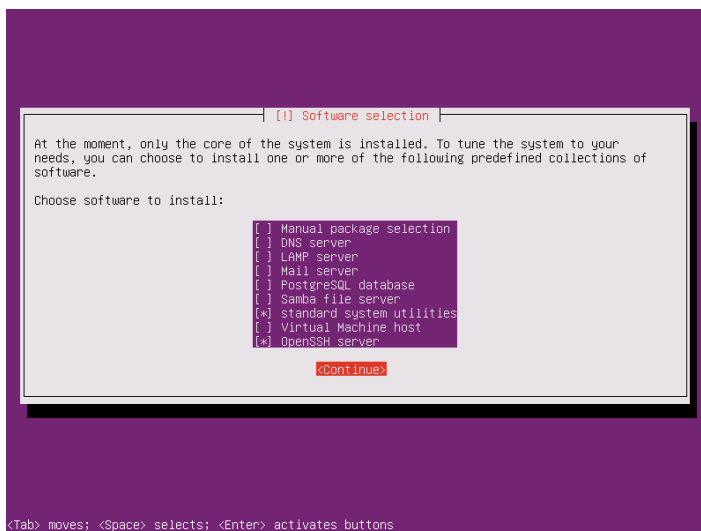 [!] Software selection
At the moment, only the core of the system is installed. To tune the system to your
needs, you can choose to install one or more of the following predefined collections of
software.
Choose software to install:
[ ] Manual package selection
[ ] DNS server
[ ] LAMP server
[ ] Mail server
[ ] PostgreSQL database
[ ] Samba file server
[*] standard system utilities
[ ] Virtual Machine host
[*] OpenSSH server
<Continue>
<Tab> moves; <Space> selects; <Enter> activates buttons